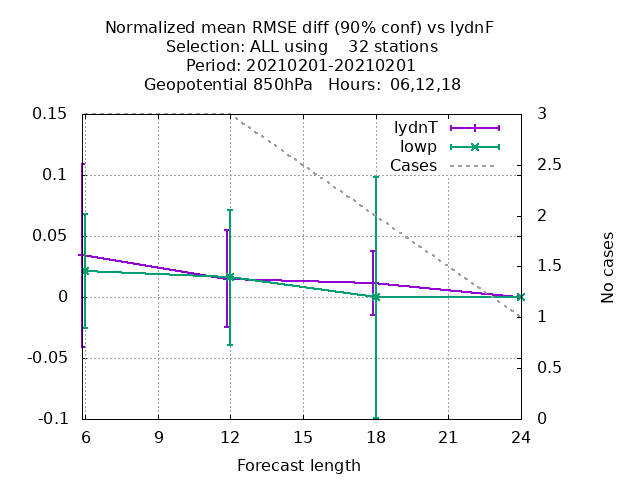 Normalized mean RMSE diff (90% conf) vs lydnF
Selection: ALL using    32 stations
Period: 20210201-20210201
Geopotential 850hPa   Hours:  06,12,18
0.15
0.1
0.05
0
-0.05
-0.1
3
2.5
2
1.5
1
0.5
0
lydnT
lowp
Cases
No cases
6 9 12 15 18 21 24
Forecast length